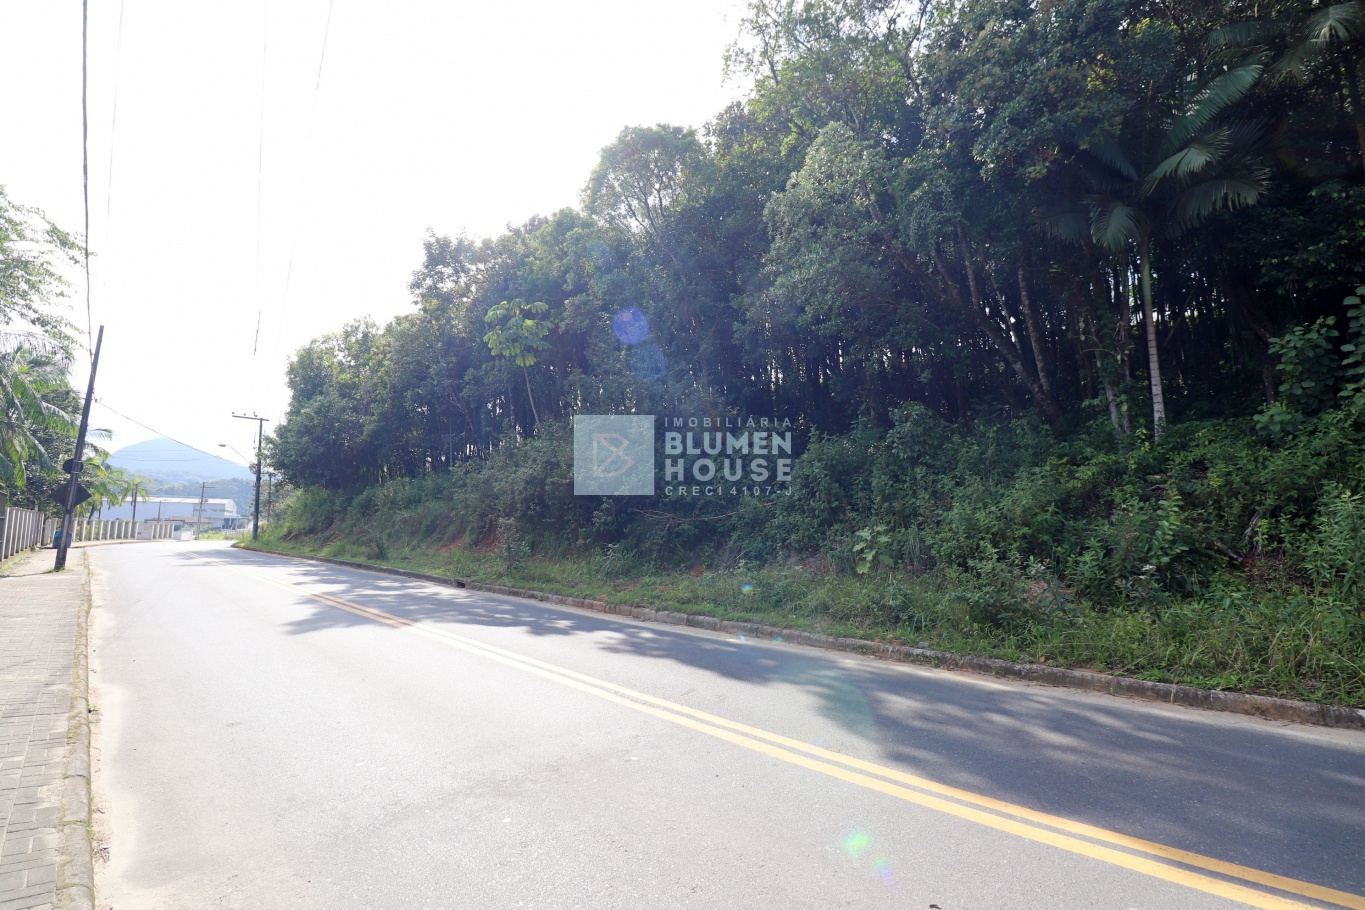 IMOBILIÁRIA
BLUMEN
HOUSE
CRECI 4107-J